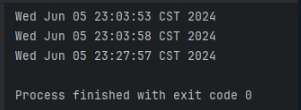 Wed Jun 05 23:03:53 CST 2024
Wed Jun 05 23:03:58 CST 2024
Wed Jun 05 23:27:57 CST 2024
Process finished with exit code 0